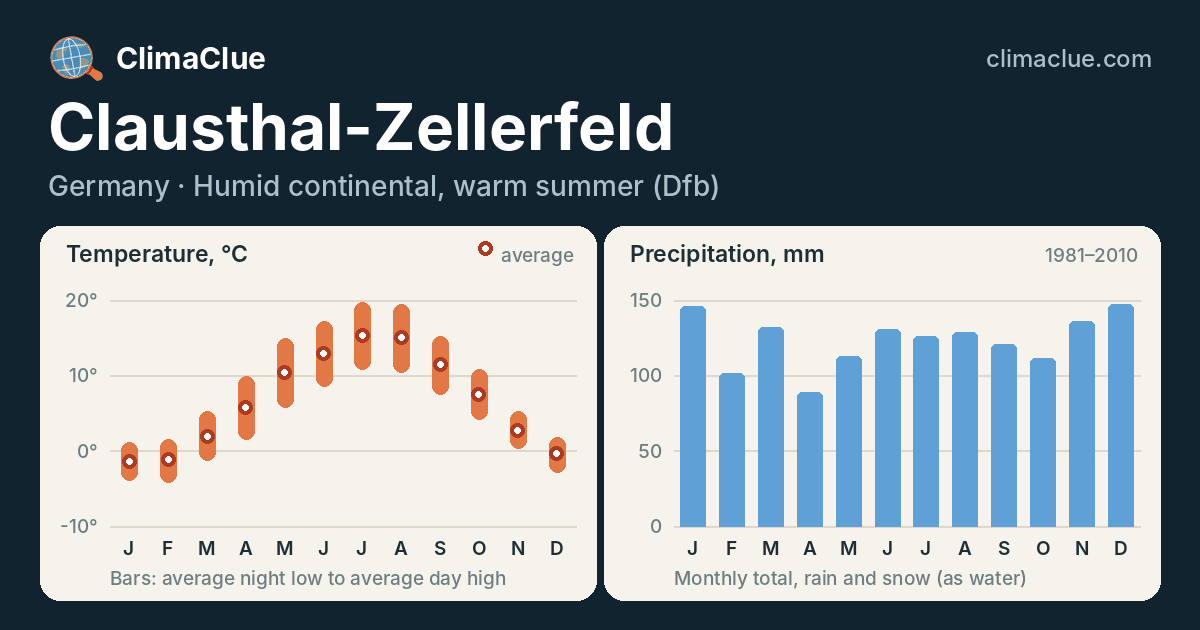 ClimaClue
climaclue.com
Clausthal-Zellerfeld
Germany · Humid continental, warm summer (Dfb)
Temperature, °C
average
20°
10°
0°
-10°
J F M A M J J A S O N D
Bars: average night low to average day high
Precipitation, mm
1981–2010
150
100
50
0
J F M A M J J A S O N D
Monthly total, rain and snow (as water)